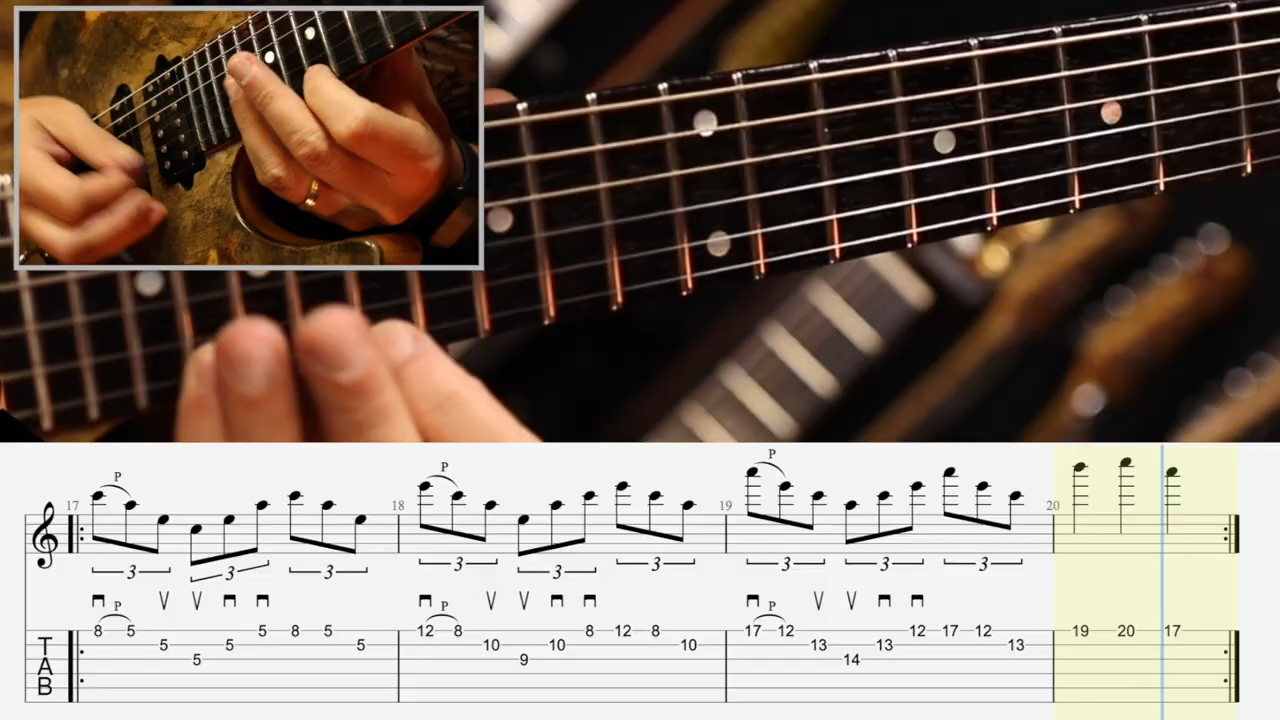 P P P
17 18 19 20
3 3 3 3 3 3 3 3 3
P P P
8 5 5 8 5 12 8 8 12 8 17 12 12 17 12 19 20 17
T 5 5 5 10 10 10 13 13 13
A 5 9 14
B